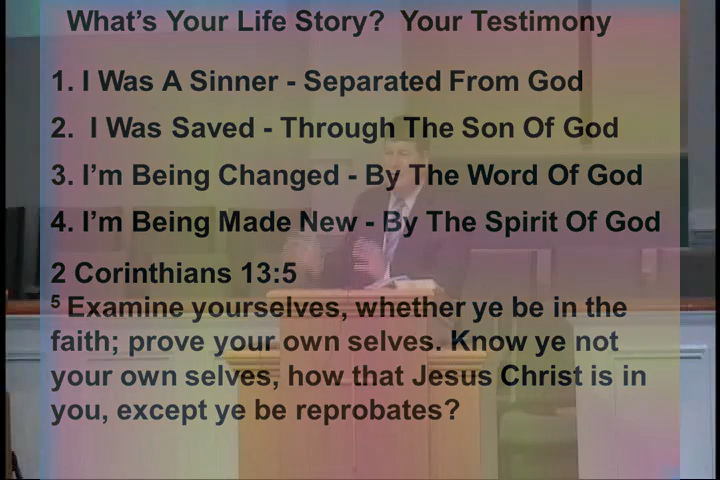 What's Your Life Story?  Your Testimony
1. I Was A Sinner - Separated From God
2.  I Was Saved - Through The Son Of God
3. I'm Being Changed - By The Word Of God
4. I'm Being Made New - By The Spirit Of God
2 Corinthians 13:5
5 Examine yourselves, whether ye be in the
faith; prove your own selves. Know ye not
your own selves, how that Jesus Christ is in
you, except ye be reprobates?